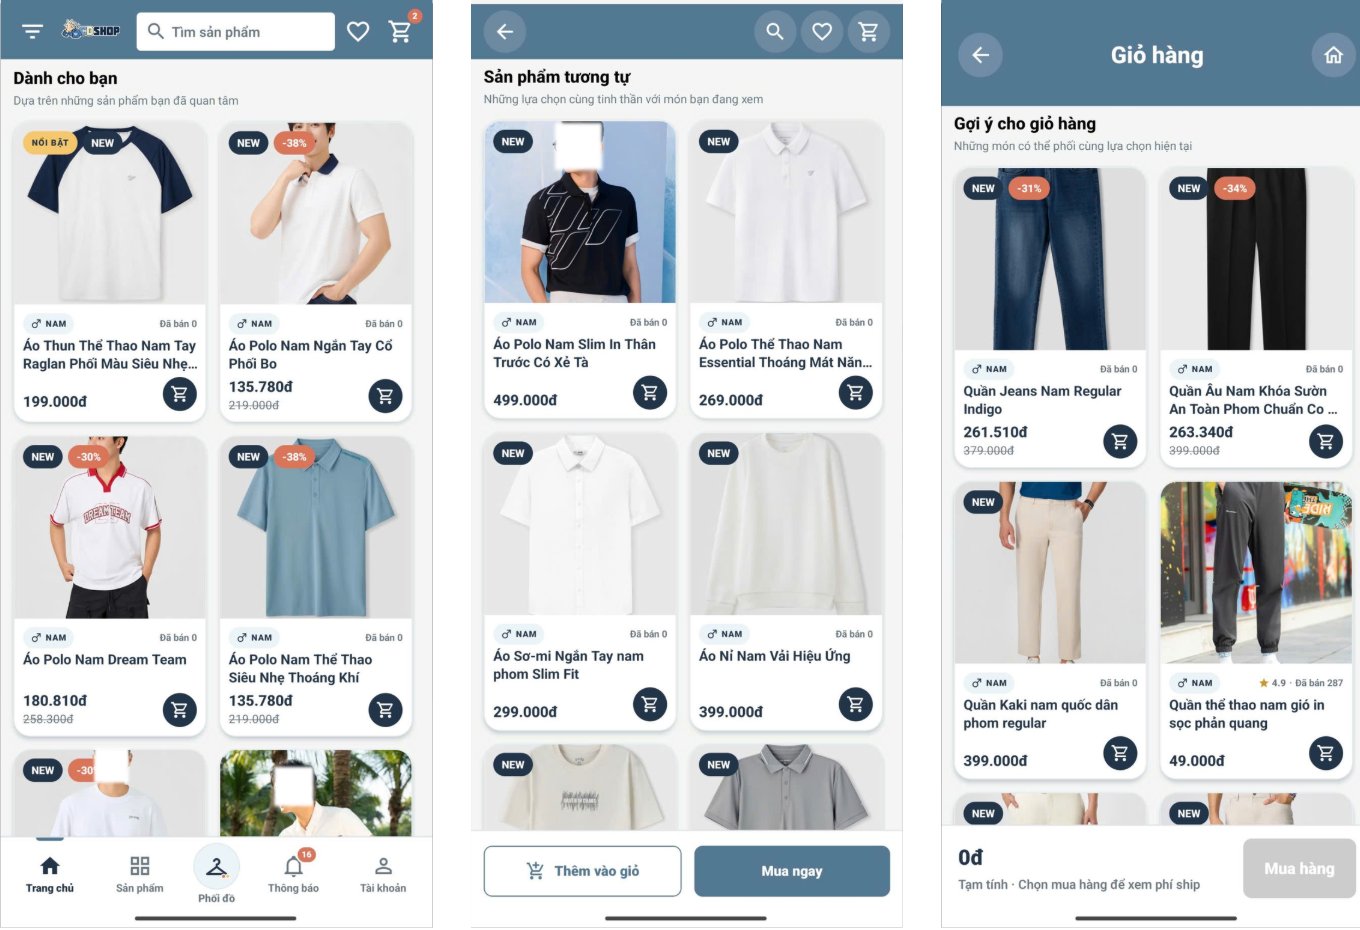 SHOP
Tìm sản phẩm
2
Dành cho bạn
Dựa trên những sản phẩm bạn đã quan tâm
NỔI BẬT
NEW
NEW
-38%
NAM
Đã bán 0
Áo Thun Thể Thao Nam Tay
Raglan Phối Màu Siêu Nhẹ...
199.000đ
NAM
Đã bán 0
Áo Polo Nam Ngắn Tay Cổ
Phối Bo
135.780đ
219.000đ
NEW
-30%
DREAM TEAM
NEW
-38%
NAM
Đã bán 0
Áo Polo Nam Dream Team
180.810đ
258.300đ
NAM
Đã bán 0
Áo Polo Nam Thể Thao
Siêu Nhẹ Thoáng Khí
135.780đ
219.000đ
NEW
-30
Trang chủ
Sản phẩm
Phối đồ
16
Thông báo
Tài khoản
Sản phẩm tương tự
Những lựa chọn cùng tinh thần với món bạn đang xem
NEW
NEW
NAM
Đã bán 0
Áo Polo Nam Slim In Thân
Trước Có Xẻ Tà
499.000đ
NAM
Đã bán 0
Áo Polo Thể Thao Nam
Essential Thoáng Mát Năn...
269.000đ
NEW
NEW
NAM
Đã bán 0
Áo Sơ-mi Ngắn Tay nam
phom Slim Fit
299.000đ
NAM
Đã bán 0
Áo Nỉ Nam Vải Hiệu Ứng
399.000đ
NEW
NEW
Thêm vào giỏ
Mua ngay
Giỏ hàng
Gợi ý cho giỏ hàng
Những món có thể phối cùng lựa chọn hiện tại
NEW
-31%
NEW
-34%
NAM
Đã bán 0
Quần Jeans Nam Regular
Indigo
261.510đ
379.000đ
NAM
Đã bán 0
Quần Âu Nam Khóa Sườn
An Toàn Phom Chuẩn Co ...
263.340đ
399.000đ
NEW
RIDE
NAM
Đã bán 0
Quần Kaki nam quốc dân
phom regular
399.000đ
NAM
4.9 · Đã bán 287
Quần thể thao nam gió in
sọc phản quang
49.000đ
NEW
NEW
0đ
Tạm tính · Chọn mua hàng để xem phí ship
Mua hàng